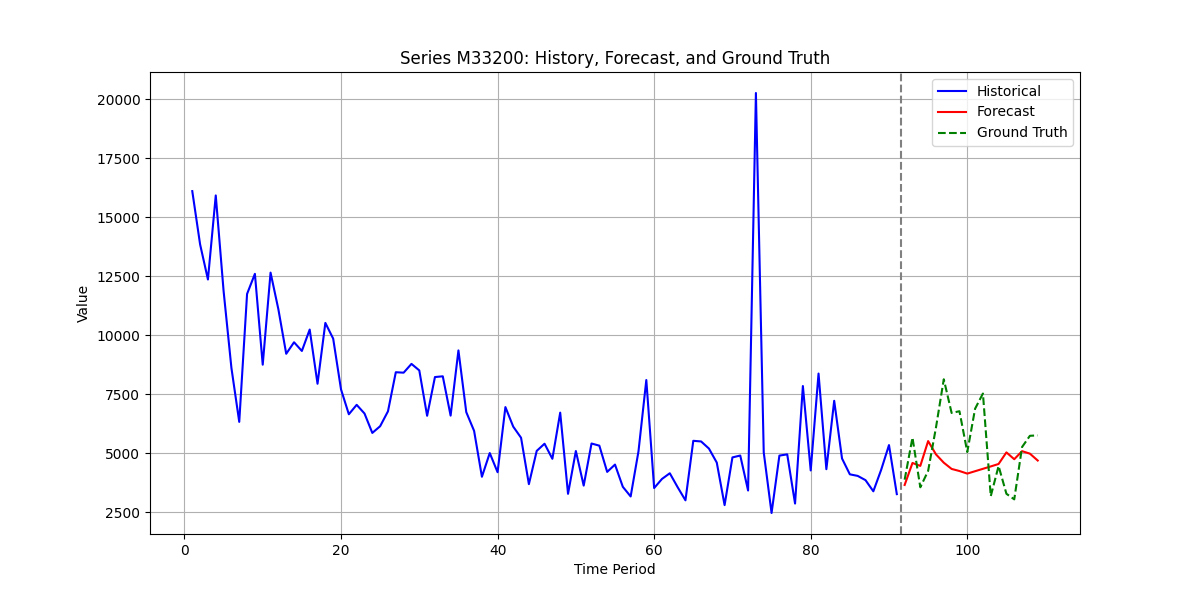 Series M33200: History, Forecast, and Ground Truth
Historical
Forecast
Ground Truth
Value
20000
17500
15000
12500
10000
7500
5000
2500
0
20
40
60
80
100
Time Period